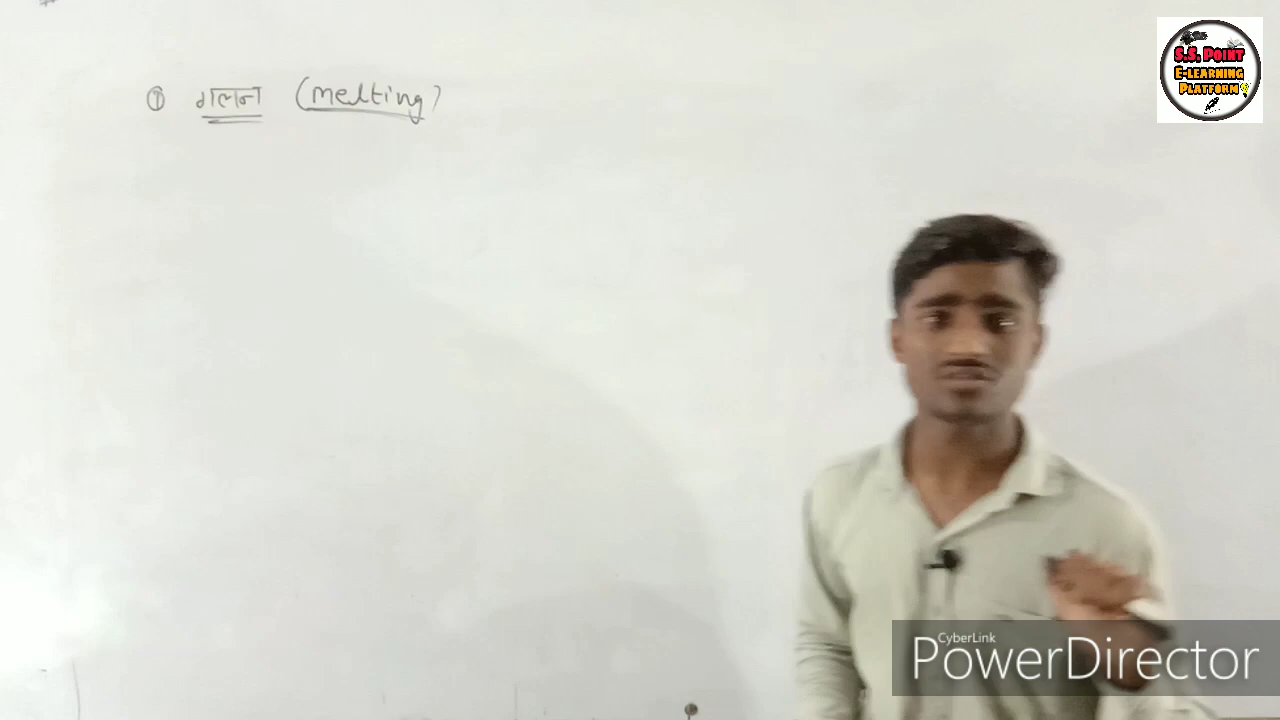 ① गलन (melting)
S.S. POINT
E-LEARNING
PLATFORM
CyberLink
PowerDirector